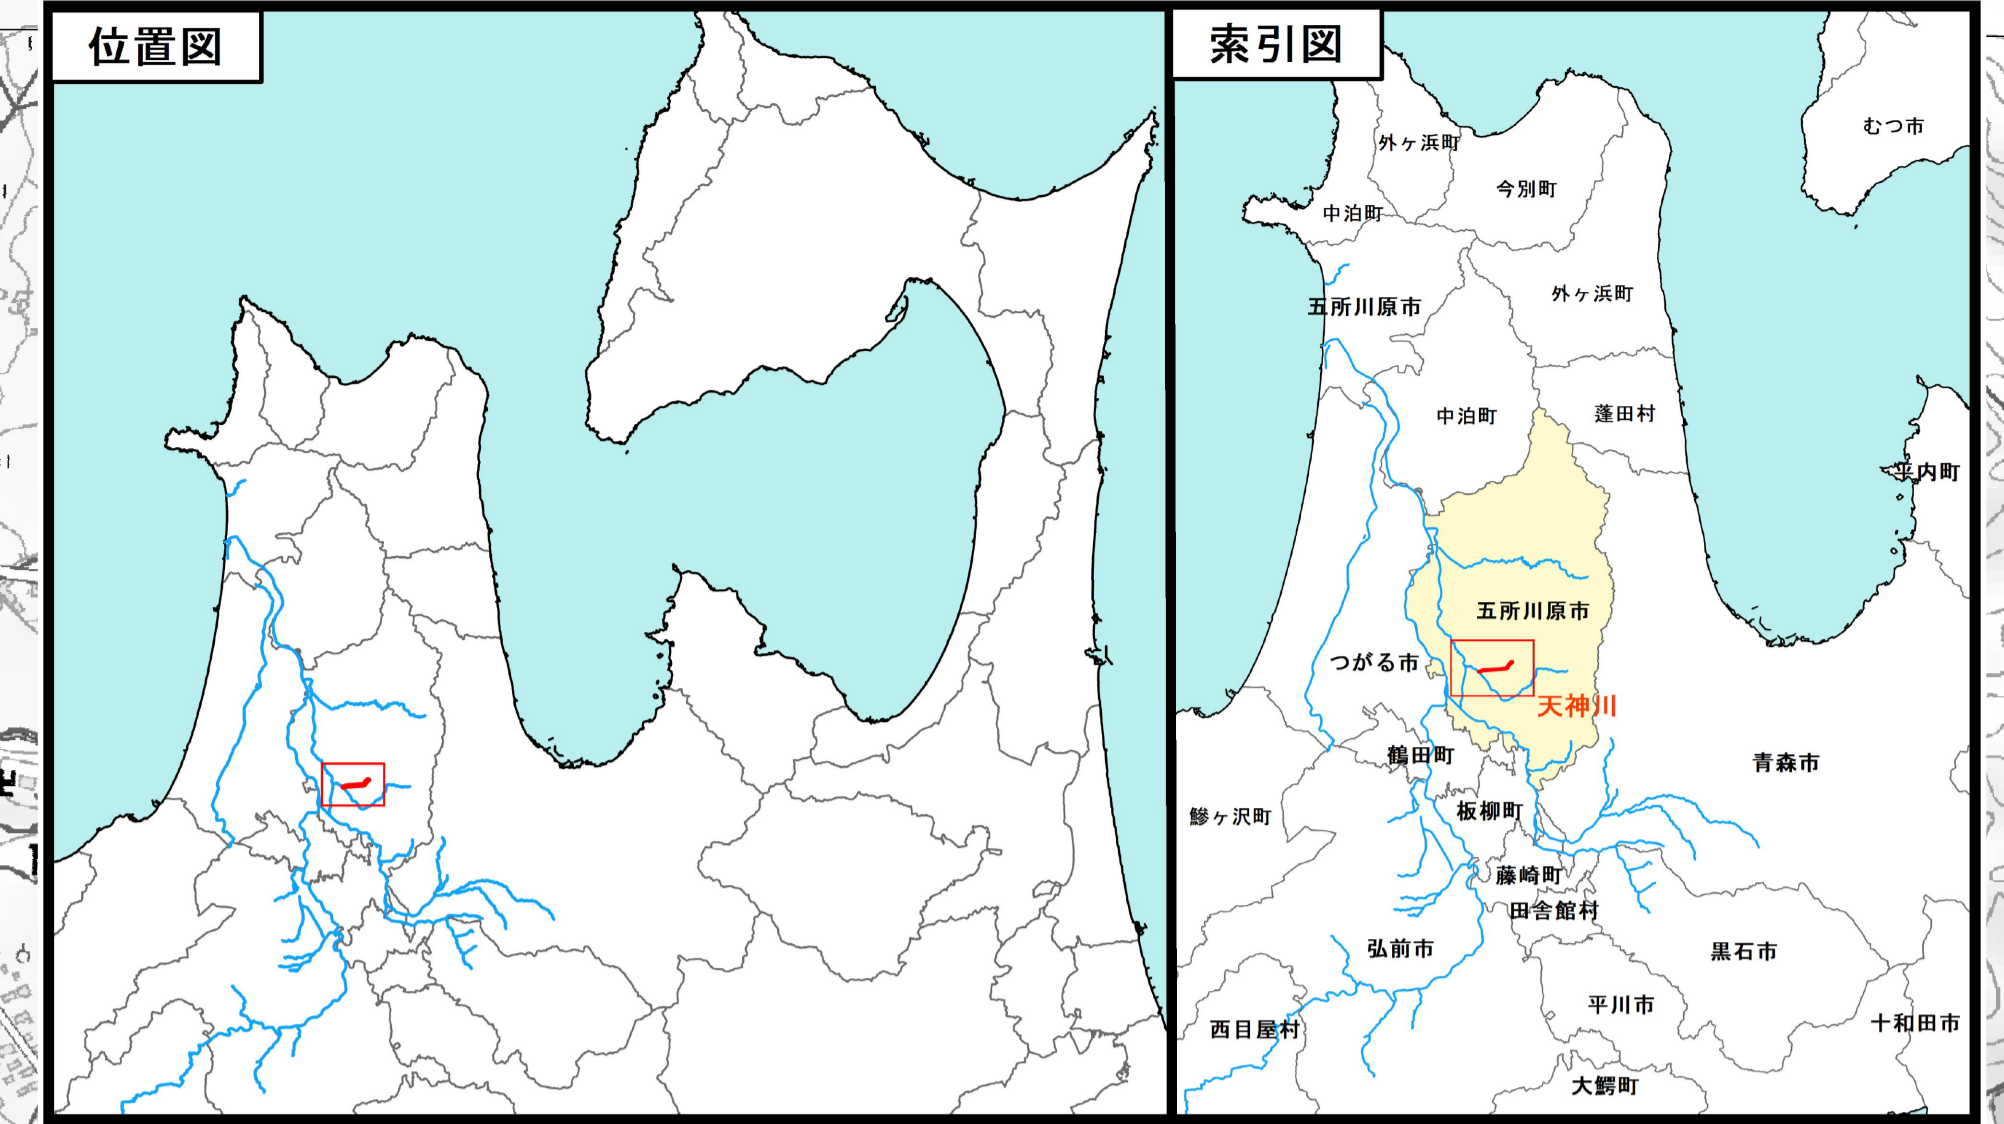 位置図
索引図
むつ市
外ヶ浜町
今別町
中泊町
外ヶ浜町
五所川原市
中泊町
蓬田村
平内町
五所川原市
つがる市
天神川
鶴田町
青森市
板柳町
鰺ヶ沢町
藤崎町
田舎館村
弘前市
黒石市
平川市
西目屋村
十和田市
大鰐町